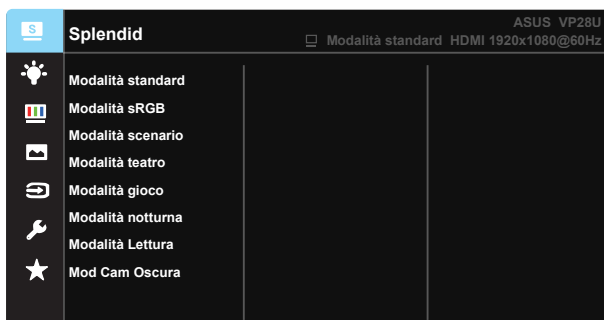 S
Splendid
ASUS VP28U
Modalità standard HDMI 1920x1080@60Hz
Modalità standard
Modalità sRGB
Modalità scenario
Modalità teatro
Modalità gioco
Modalità notturna
Modalità Lettura
Mod Cam Oscura